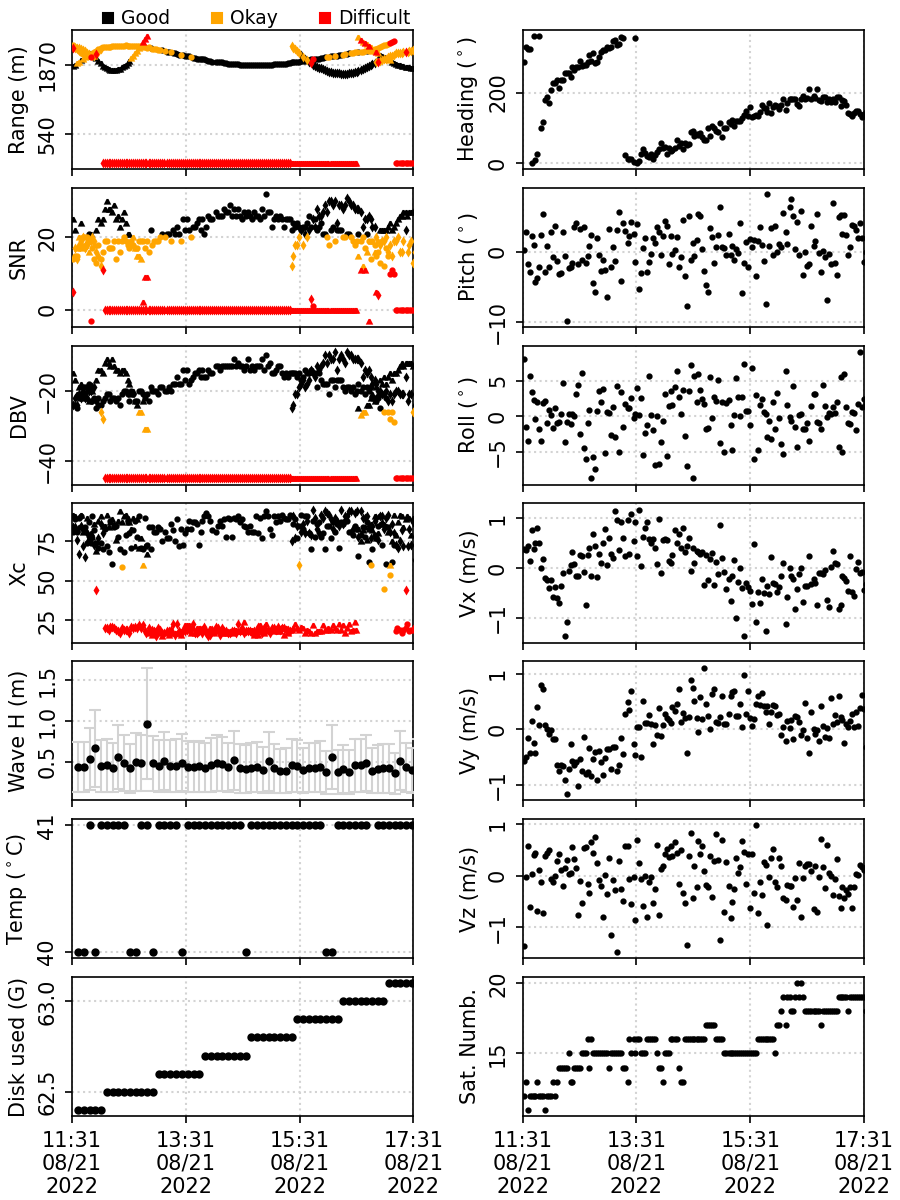 Good Okay Difficult
Range (m)
1870
540
Heading (°)
200
0
SNR
20
0
Pitch (°)
0
−10
DBV
−20
−40
Roll (°)
5
0
−5
Xc
75
50
25
Vx (m/s)
1
0
−1
Wave H (m)
1.5
1.0
0.5
Vy (m/s)
1
0
−1
Temp (°C)
41
40
Vz (m/s)
1
0
−1
Disk used (G)
63.0
62.5
Sat. Numb.
20
15
11:31 13:31 15:31 17:31 11:31 13:31 15:31 17:31
08/21 08/21 08/21 08/21 08/21 08/21 08/21 08/21
2022 2022 2022 2022 2022 2022 2022 2022